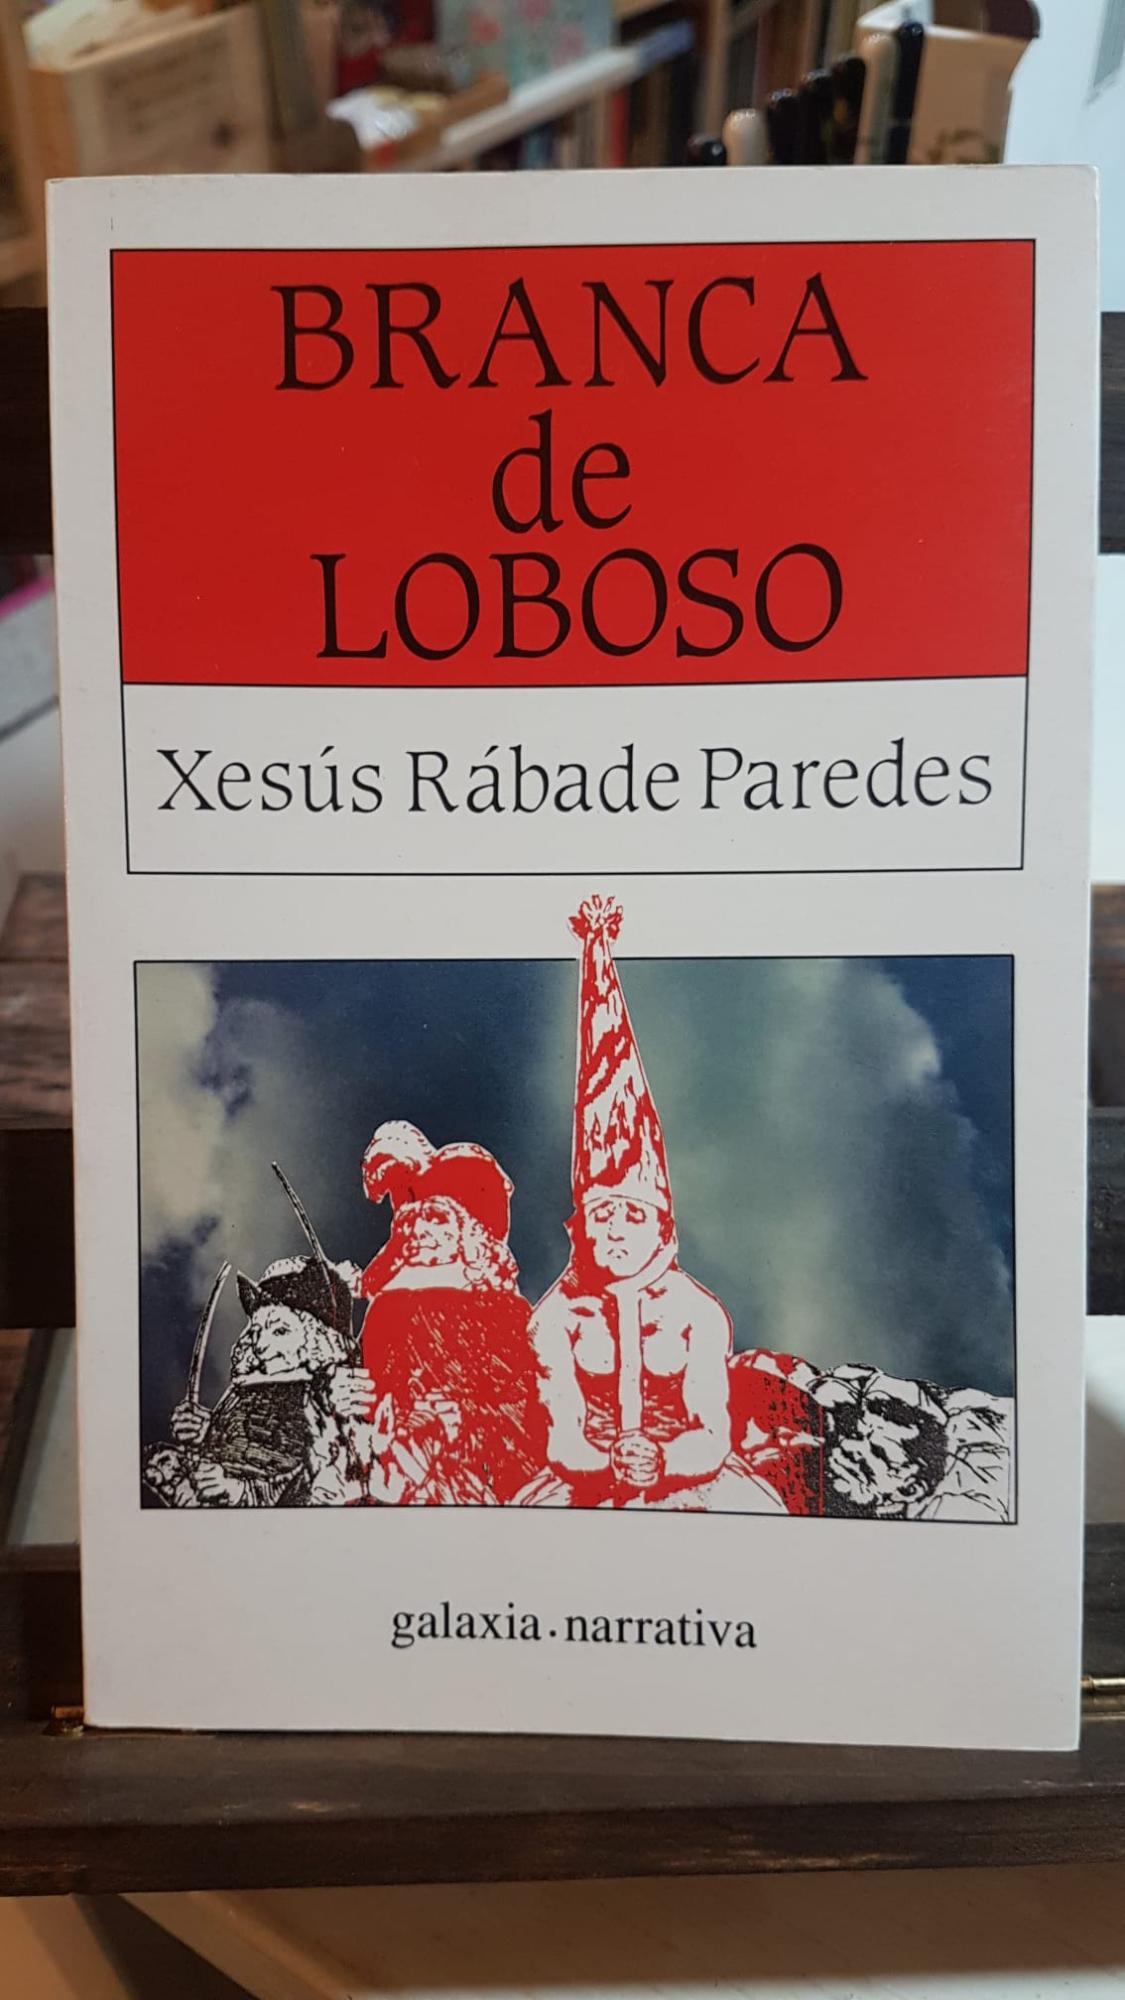 BRANCA
de
LOBOSO
Xesús Rábade Paredes
galaxia.narrativa